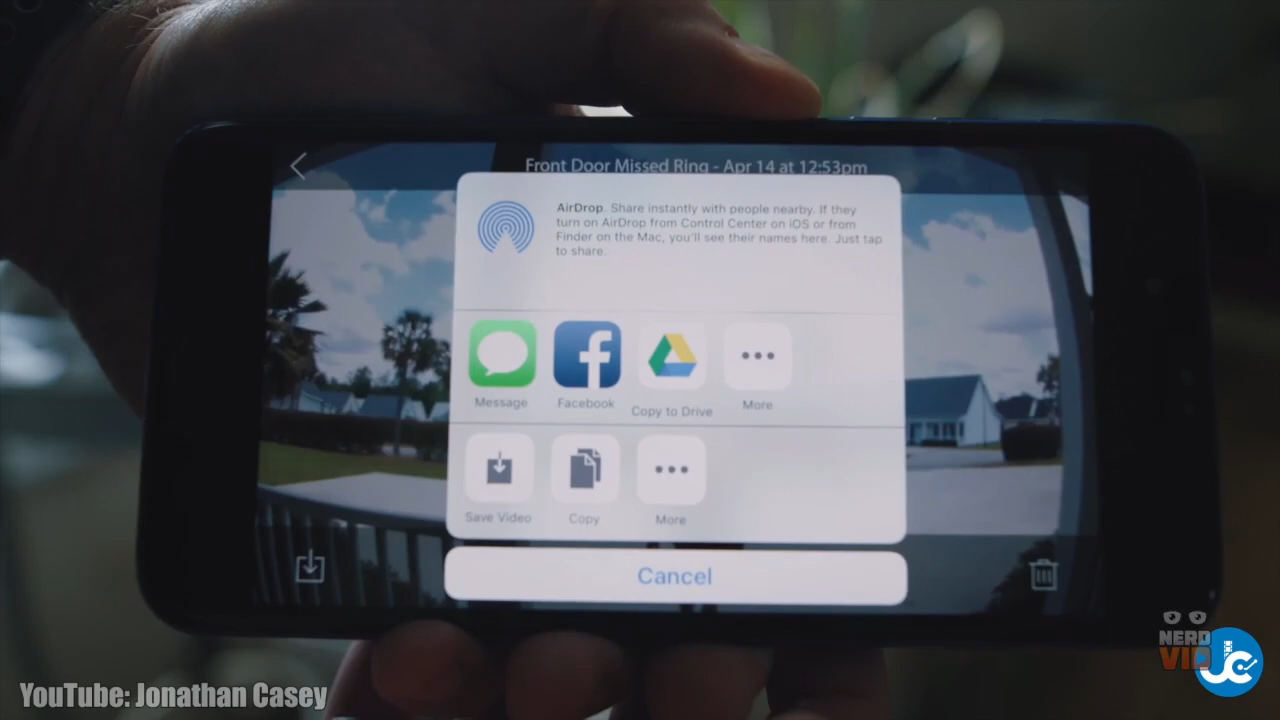 Front Door Missed Ring - Apr 14 at 12:53pm
AirDrop. Share instantly with people nearby. If they
turn on AirDrop from Control Center on iOS or from
Finder on the Mac, you'll see their names here. Just tap
to share.
Message
Facebook
Copy to Drive
More
Save Video
Copy
More
Cancel
NERD
VID
JC
YouTube: Jonathan Casey